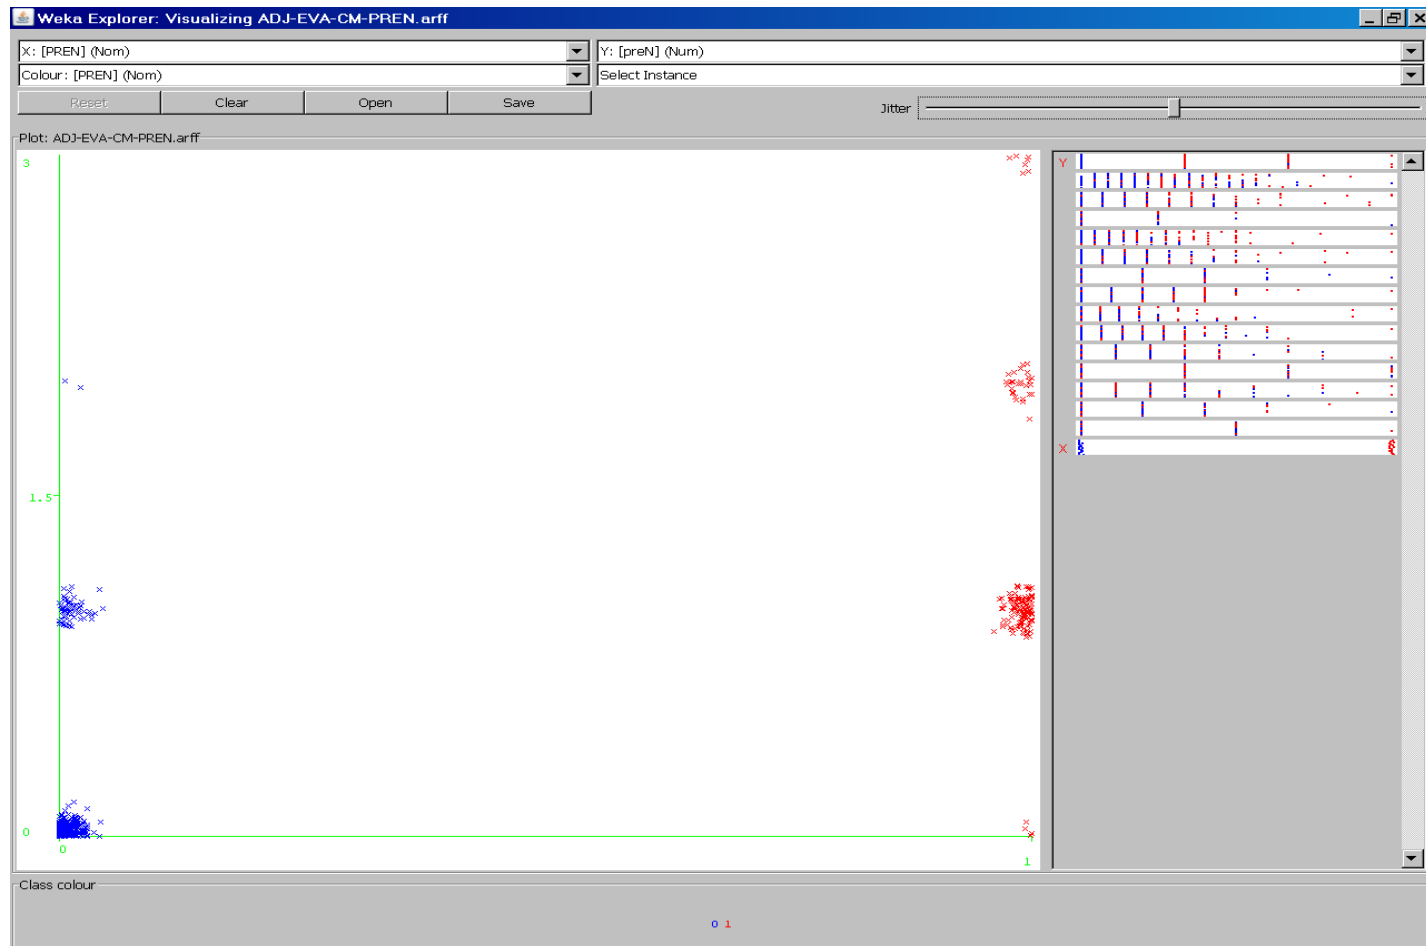 Weka Explorer: Visualizing ADJ-EVA-CM-PREN.arff
X: [PREN] (Nom) Y: [preN] (Num)
Colour: [PREN] (Nom) Select Instance
Reset Clear Open Save Jitter
Plot: ADJ-EVA-CM-PREN.arff
3
Y
1.5
X
0
0 1
Class colour
0 1